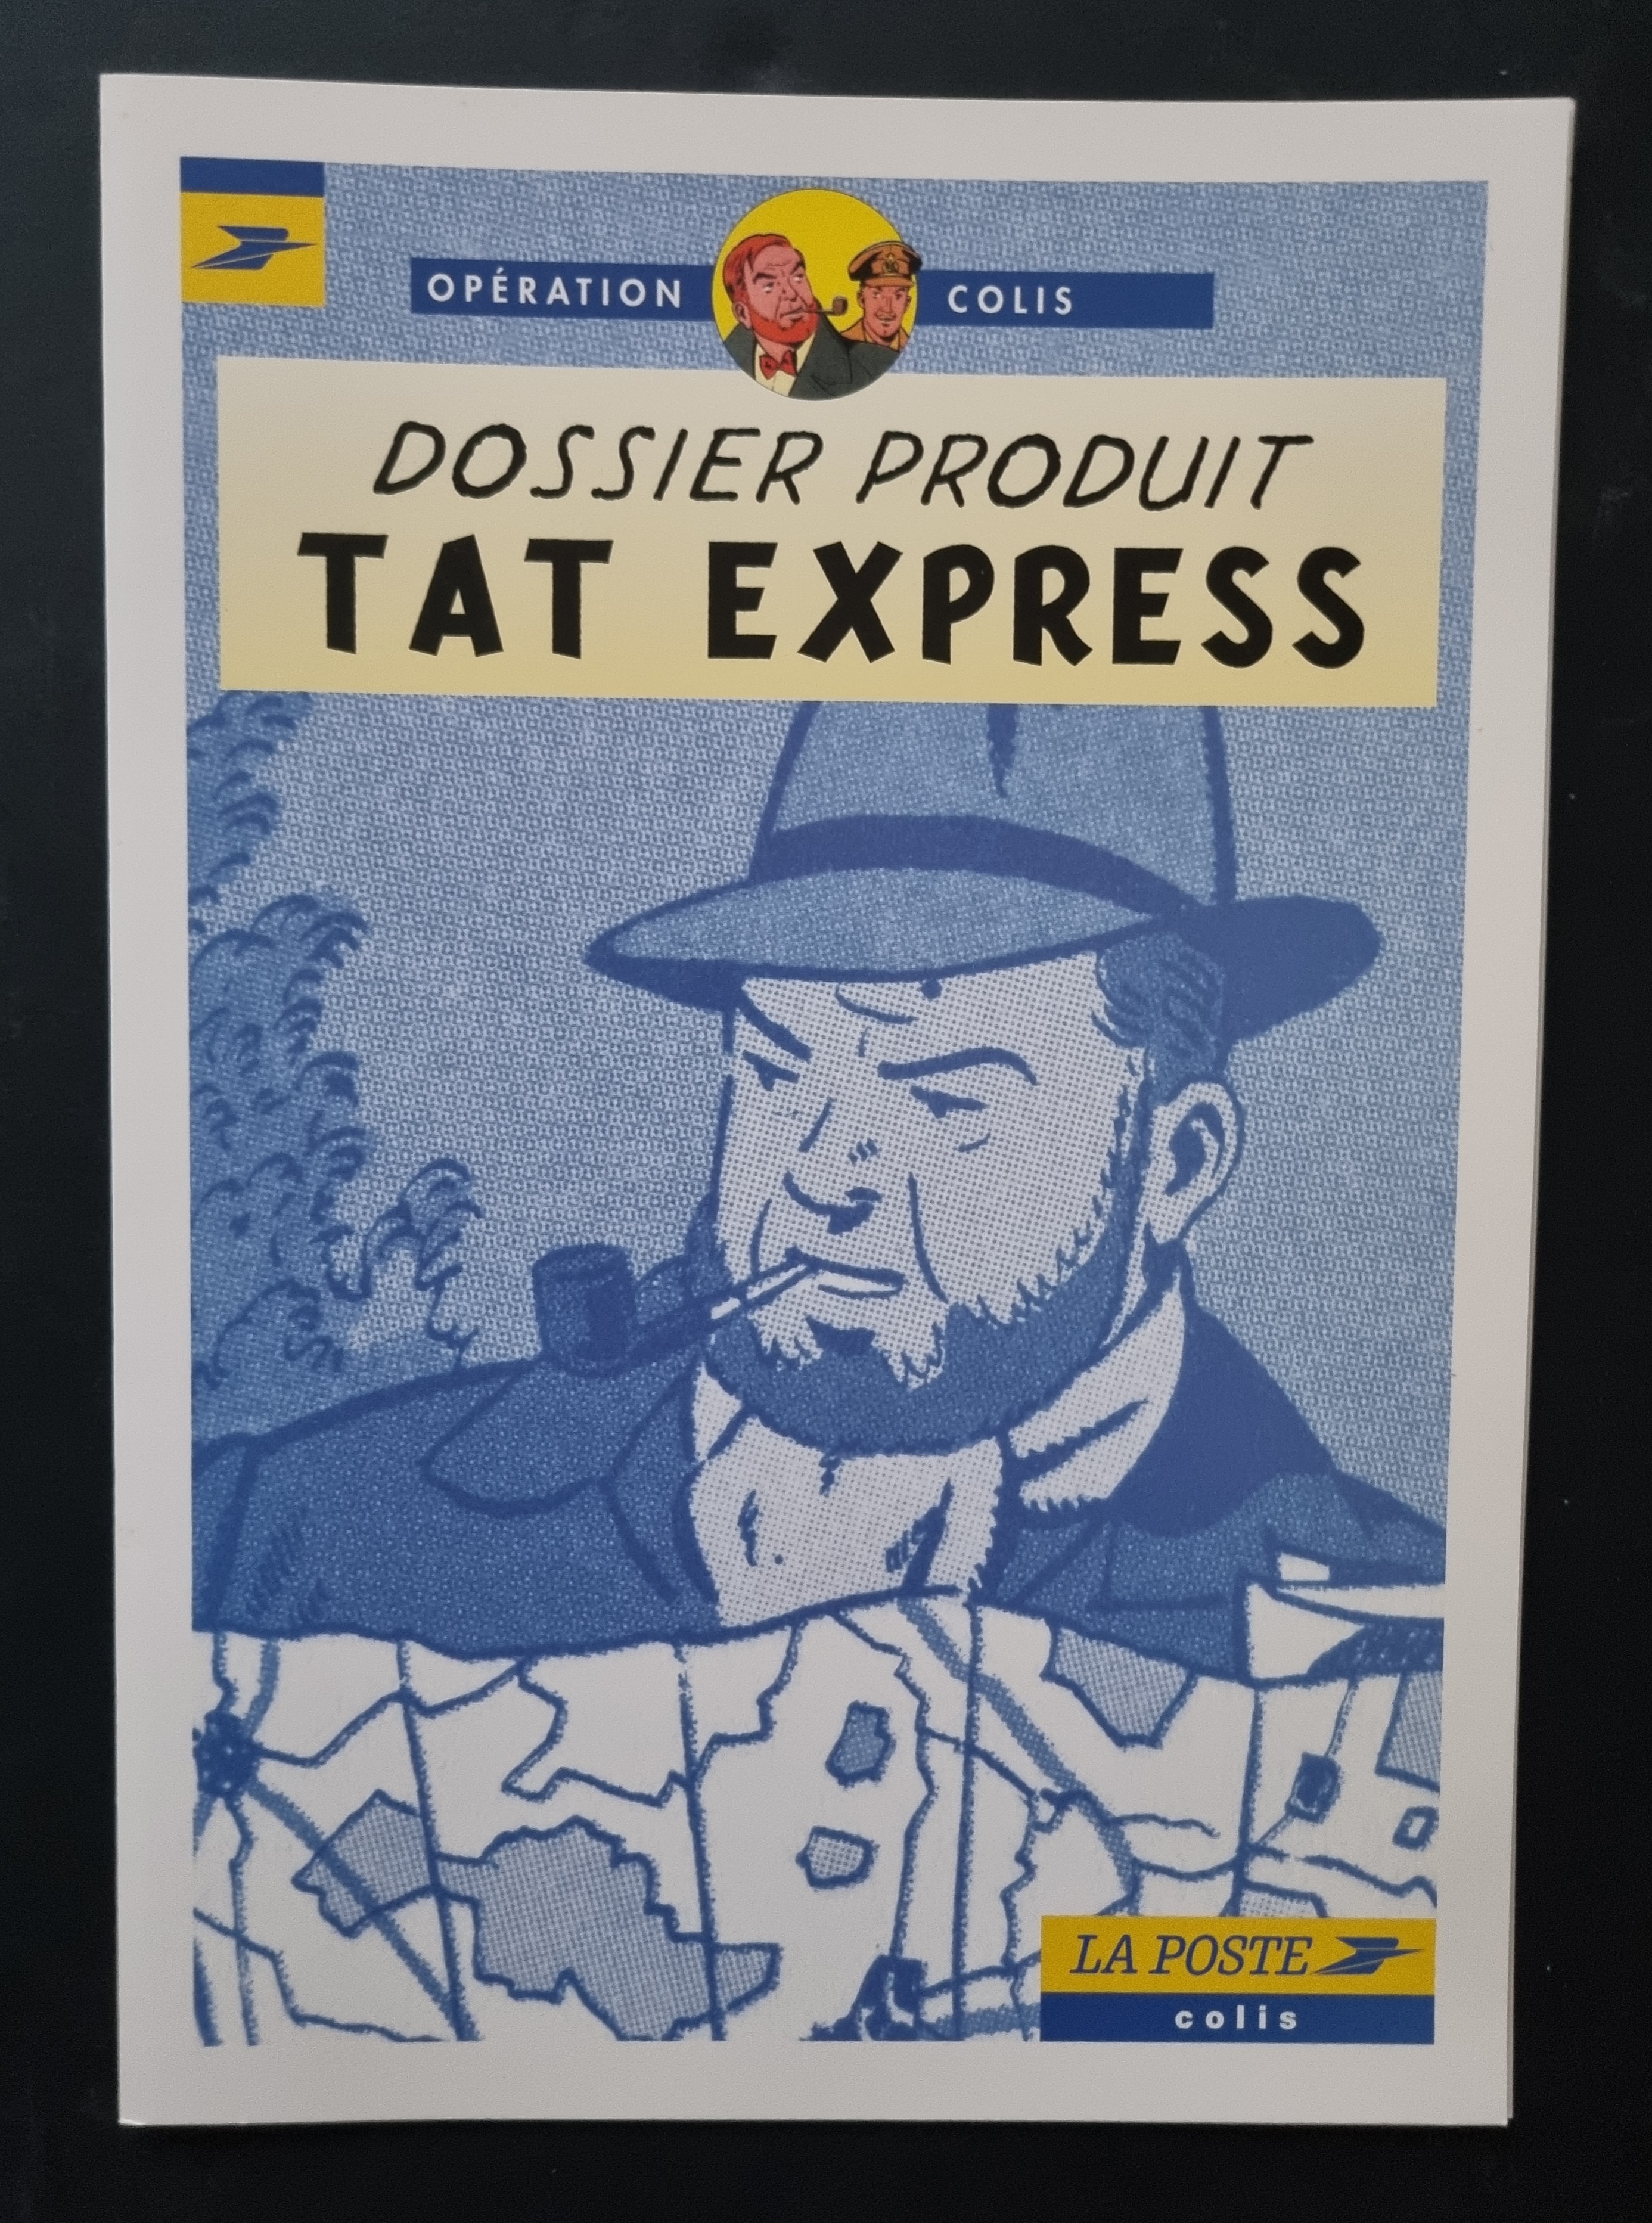 OPÉRATION COLIS
DOSSIER PRODUIT
TAT EXPRESS
LA POSTE
colis